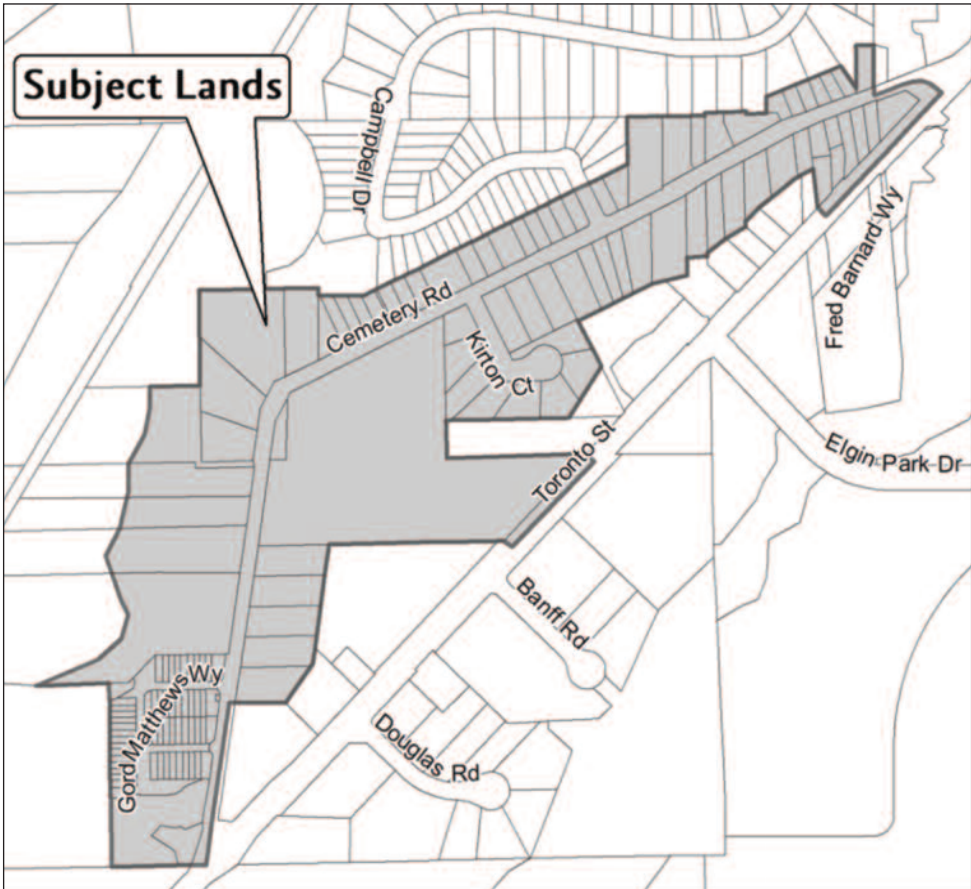 Subject Lands
Campbell Dr
Fred Barnard Wy
Cemetery Rd
Kirton Ct
Toronto St
Elgin Park Dr
Banff Rd
Gord Matthews Wy
Douglas Rd